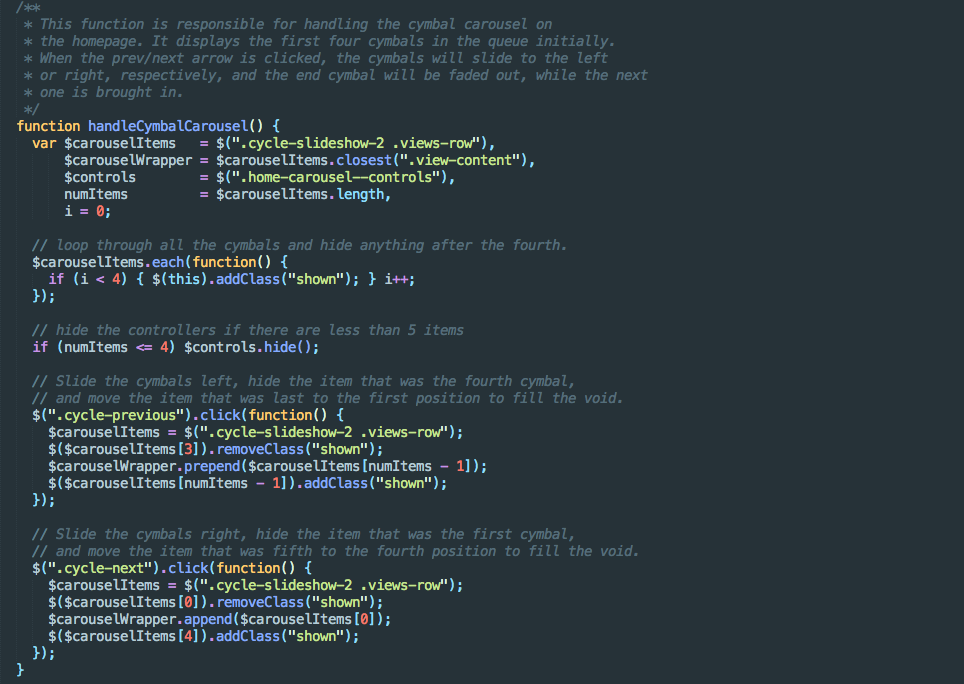 /**
 * This function is responsible for handling the cymbal carousel on
 * the homepage. It displays the first four cymbals in the queue initially.
 * When the prev/next arrow is clicked, the cymbals will slide to the left
 * or right, respectively, and the end cymbal will be faded out, while the next
 * one is brought in.
 */
function handleCymbalCarousel() {
  var $carouselItems   = $(".cycle-slideshow-2 .views-row"),
      $carouselWrapper = $carouselItems.closest(".view-content"),
      $controls        = $(".home-carousel--controls"),
      numItems         = $carouselItems.length,
      i = 0;

  // loop through all the cymbals and hide anything after the fourth.
  $carouselItems.each(function() {
    if (i < 4) { $(this).addClass("shown"); } i++;
  });

  // hide the controllers if there are less than 5 items
  if (numItems <= 4) $controls.hide();

  // Slide the cymbals left, hide the item that was the fourth cymbal,
  // and move the item that was last to the first position to fill the void.
  $(".cycle-previous").click(function() {
    $carouselItems = $(".cycle-slideshow-2 .views-row");
    $($carouselItems[3]).removeClass("shown");
    $carouselWrapper.prepend($carouselItems[numItems - 1]);
    $($carouselItems[numItems - 1]).addClass("shown");
  });

  // Slide the cymbals right, hide the item that was the first cymbal,
  // and move the item that was fifth to the fourth position to fill the void.
  $(".cycle-next").click(function() {
    $carouselItems = $(".cycle-slideshow-2 .views-row");
    $($carouselItems[0]).removeClass("shown");
    $carouselWrapper.append($carouselItems[0]);
    $($carouselItems[4]).addClass("shown");
  });
}